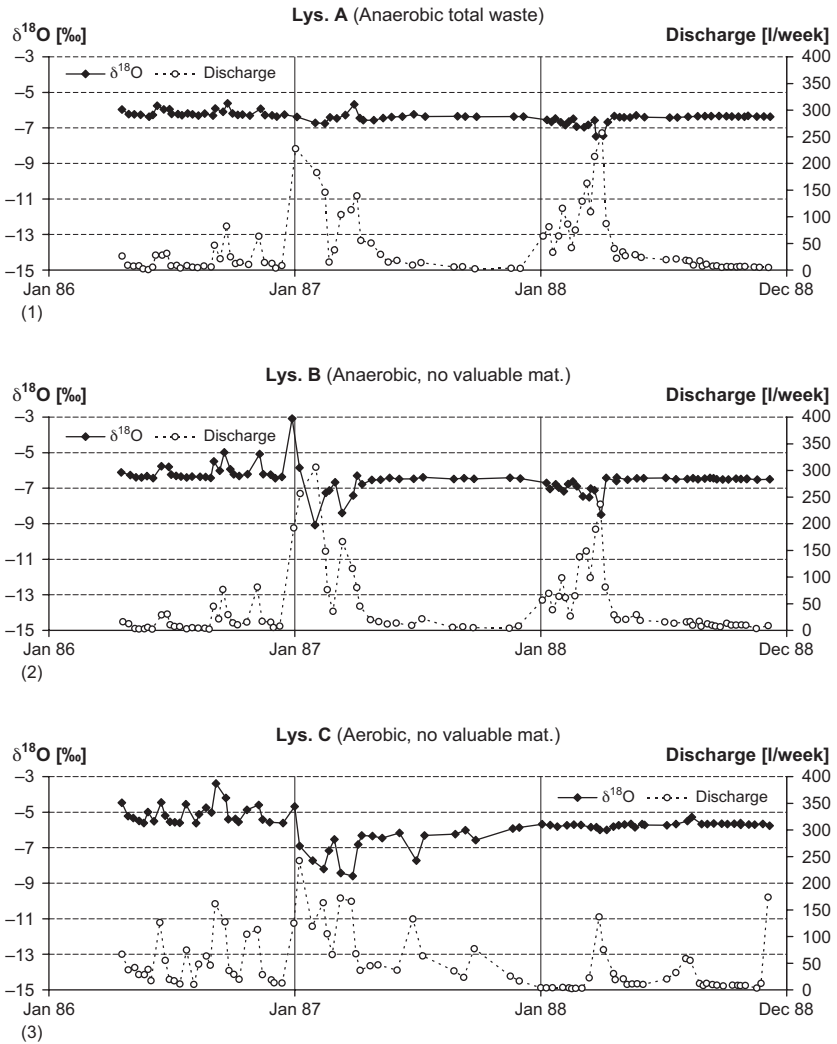 Lys. A (Anaerobic total waste)
δ18O [‰] Discharge [l/week]
δ18O Discharge
–3 400
350
–5 300
–7 250
–9 200
–11 150
100
–13 50
–15 0
Jan 86 Jan 87 Jan 88 Dec 88
(1)
Lys. B (Anaerobic, no valuable mat.)
δ18O [‰] Discharge [l/week]
δ18O Discharge
–3 400
350
–5 300
–7 250
–9 200
–11 150
100
–13 50
–15 0
Jan 86 Jan 87 Jan 88 Dec 88
(2)
Lys. C (Aerobic, no valuable mat.)
δ18O [‰] Discharge [l/week]
δ18O Discharge
–3 400
350
–5 300
–7 250
–9 200
–11 150
100
–13 50
–15 0
Jan 86 Jan 87 Jan 88 Dec 88
(3)